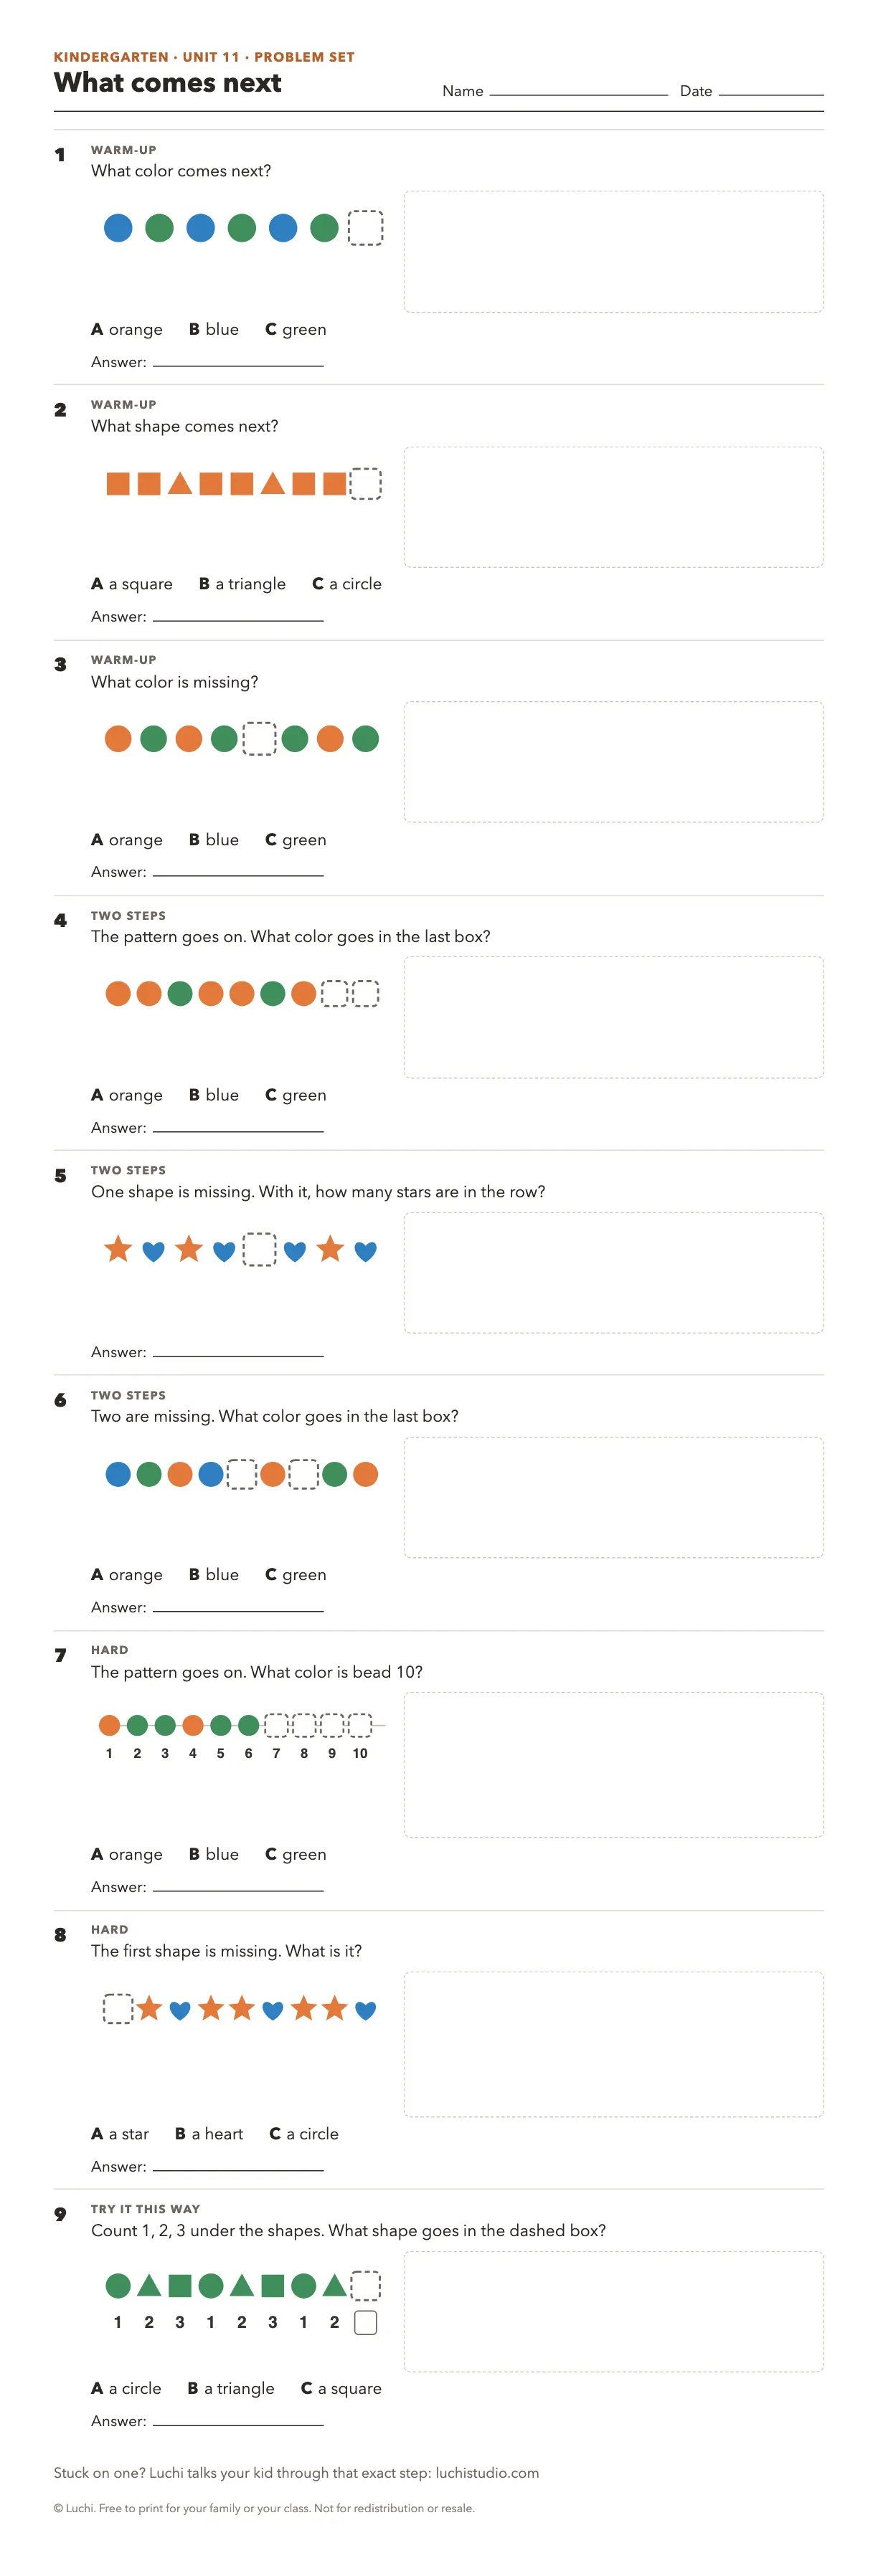 KINDERGARTEN · UNIT 11 · PROBLEM SET
What comes next
Name Date
1 WARM-UP
What color comes next?
A orange B blue C green
Answer:
2 WARM-UP
What shape comes next?
A a square B a triangle C a circle
Answer:
3 WARM-UP
What color is missing?
A orange B blue C green
Answer:
4 TWO STEPS
The pattern goes on. What color goes in the last box?
A orange B blue C green
Answer:
5 TWO STEPS
One shape is missing. With it, how many stars are in the row?
Answer:
6 TWO STEPS
Two are missing. What color goes in the last box?
A orange B blue C green
Answer:
7 HARD
The pattern goes on. What color is bead 10?
1 2 3 4 5 6 7 8 9 10
A orange B blue C green
Answer:
8 HARD
The first shape is missing. What is it?
A a star B a heart C a circle
Answer:
9 TRY IT THIS WAY
Count 1, 2, 3 under the shapes. What shape goes in the dashed box?
1 2 3 1 2 3 1 2
A a circle B a triangle C a square
Answer:
Stuck on one? Luchi talks your kid through that exact step: luchistudio.com
© Luchi. Free to print for your family or your class. Not for redistribution or resale.